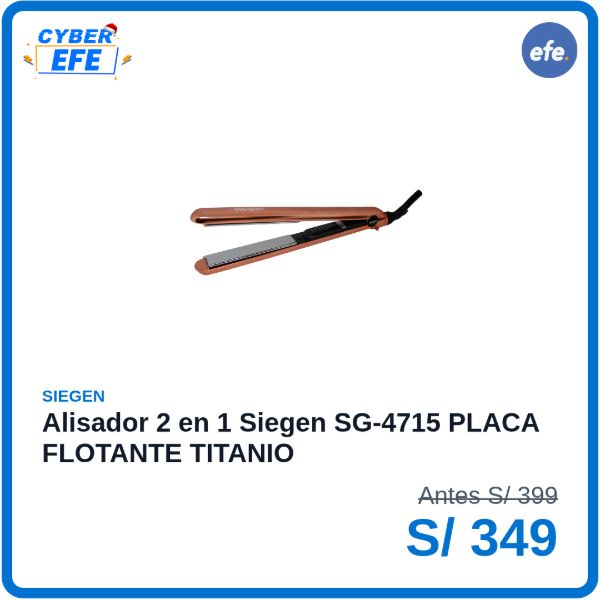 CYBER
EFE
efe.
SIEGEN
Alisador 2 en 1 Siegen SG-4715 PLACA
FLOTANTE TITANIO
Antes S/ 399
S/ 349